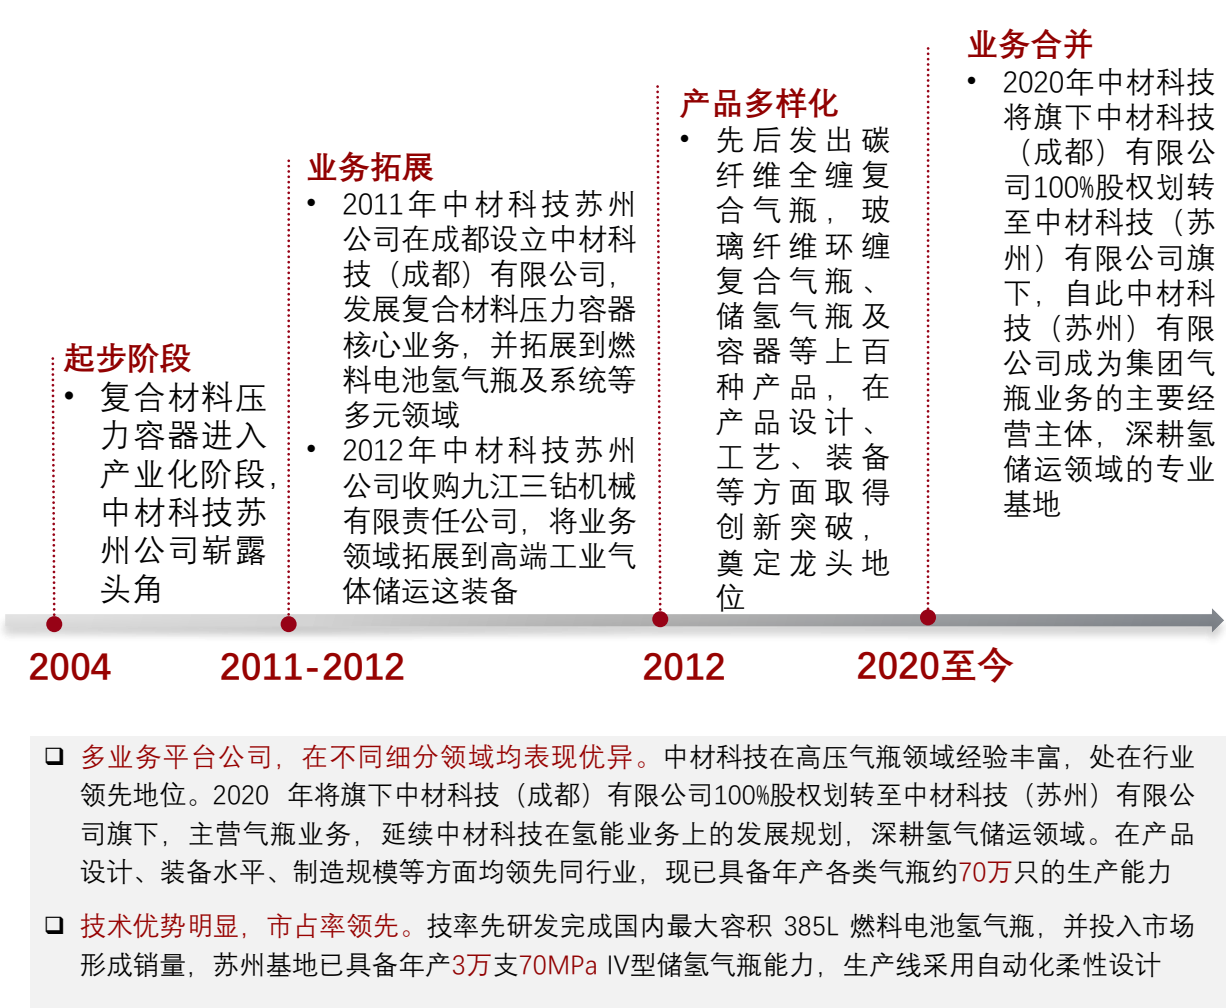 起步阶段
• 复合材料压
力容器进入
产业化阶段，
中材科技苏
州公司崭露
头角
业务拓展
• 2011年中材科技苏州
公司在成都设立中材科
技（成都）有限公司，
发展复合材料压力容器
核心业务，并拓展到燃
料电池氢气瓶及系统等
多元领域
• 2012年中材科技苏州
公司收购九江三钻机械
有限责任公司，将业务
领域拓展到高端工业气
体储运这装备
产品多样化
• 先后发出碳
纤维全缠复
合气瓶，玻
璃纤维环缠
复合气瓶、
储氢气瓶及
容器等上百
种产品，在
产品设计、
工艺、装备
等方面取得
创新突破，
奠定龙头地
位
业务合并
• 2020年中材科技
将旗下中材科技
（成都）有限公
司100%股权划转
至中材科技（苏
州）有限公司旗
下，自此中材科
技（苏州）有限
公司成为集团气
瓶业务的主要经
营主体，深耕氢
储运领域的专业
基地
2004
2011-2012
2012
2020至今
❑ 多业务平台公司，在不同细分领域均表现优异。中材科技在高压气瓶领域经验丰富，处在行业
领先地位。2020 年将旗下中材科技（成都）有限公司100%股权划转至中材科技（苏州）有限公
司旗下，主营气瓶业务，延续中材科技在氢能业务上的发展规划，深耕氢气储运领域。在产品
设计、装备水平、制造规模等方面均领先同行业，现已具备年产各类气瓶约70万只的生产能力
❑ 技术优势明显，市占率领先。技率先研发完成国内最大容积 385L 燃料电池氢气瓶，并投入市场
形成销量，苏州基地已具备年产3万支70MPa IV型储氢气瓶能力，生产线采用自动化柔性设计